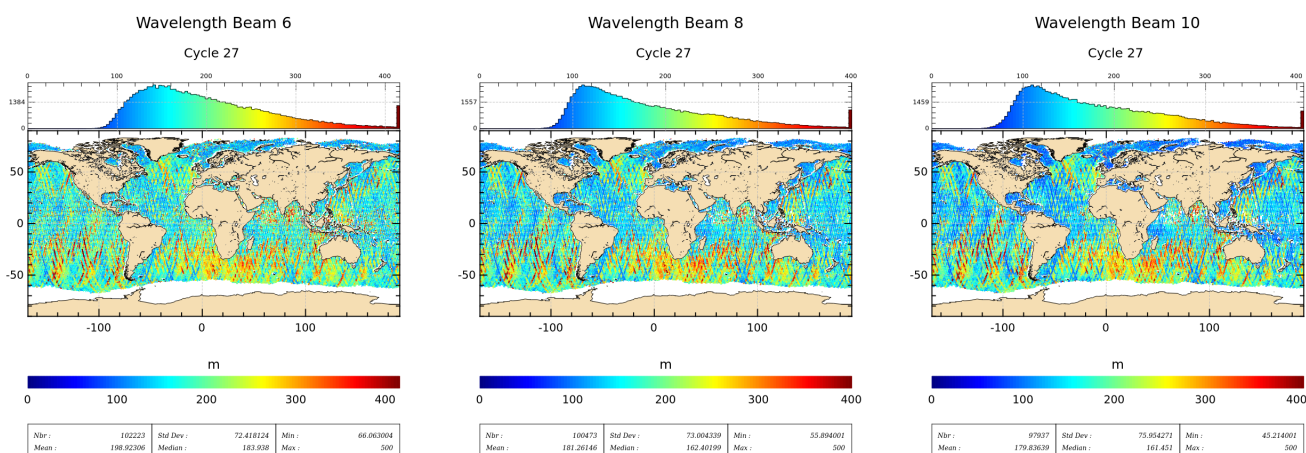 Wavelength Beam 6
Cycle 27
0 100 200 300 400
1384
0
50
0
-50
-100 0 100
m
0 100 200 300 400
Nbr : 102223 Std Dev : 72.418124 Min : 66.063004
Mean : 198.92306 Median : 183.938 Max : 500
Wavelength Beam 8
Cycle 27
0 100 200 300 400
1557
0
50
0
-50
-100 0 100
m
0 100 200 300 400
Nbr : 100473 Std Dev : 73.004339 Min : 55.894001
Mean : 181.26146 Median : 162.40199 Max : 500
Wavelength Beam 10
Cycle 27
0 100 200 300 400
1459
0
50
0
-50
-100 0 100
m
0 100 200 300 400
Nbr : 97937 Std Dev : 75.954271 Min : 45.214001
Mean : 179.83639 Median : 161.451 Max : 500